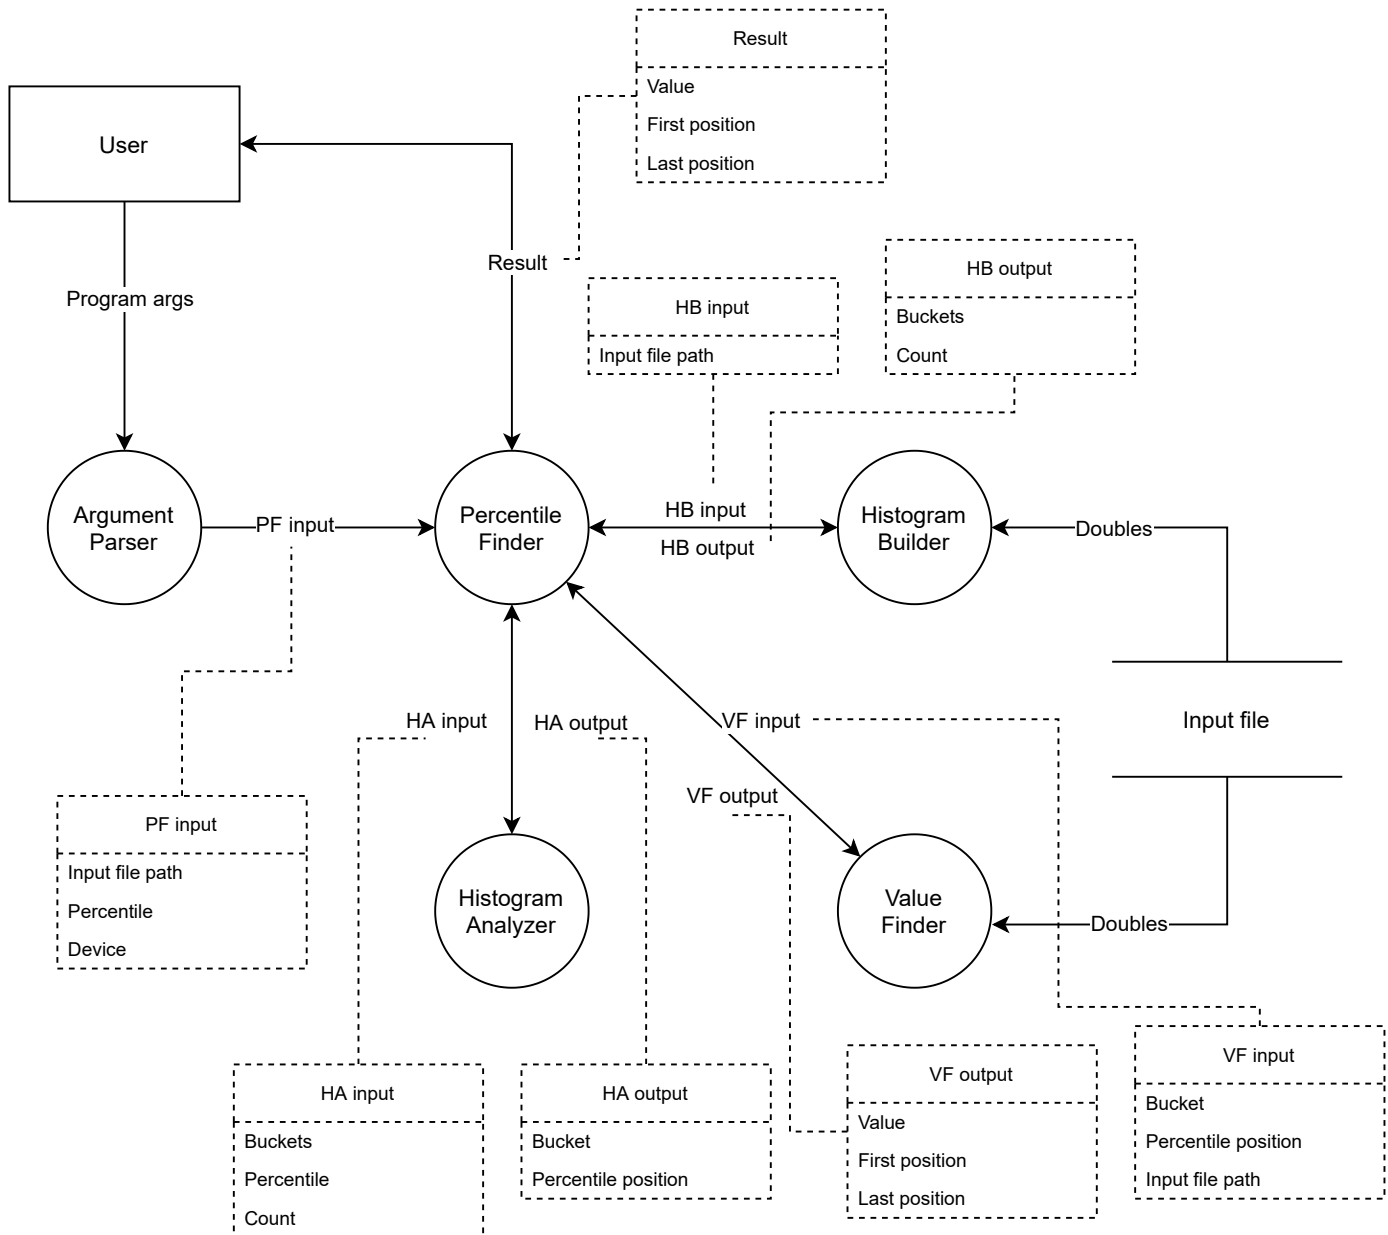 Result
Value
First position
Last position
User
Result
Program args
HB output
Buckets
Count
HB input
Input file path
Argument
Parser
PF input
Percentile
Finder
HB input
HB output
Histogram
Builder
Doubles
Input file
HA input
HA output
VF input
VF output
PF input
Input file path
Percentile
Device
Histogram
Analyzer
Value
Finder
Doubles
HA input
Buckets
Percentile
Count
HA output
Bucket
Percentile position
VF output
Value
First position
Last position
VF input
Bucket
Percentile position
Input file path